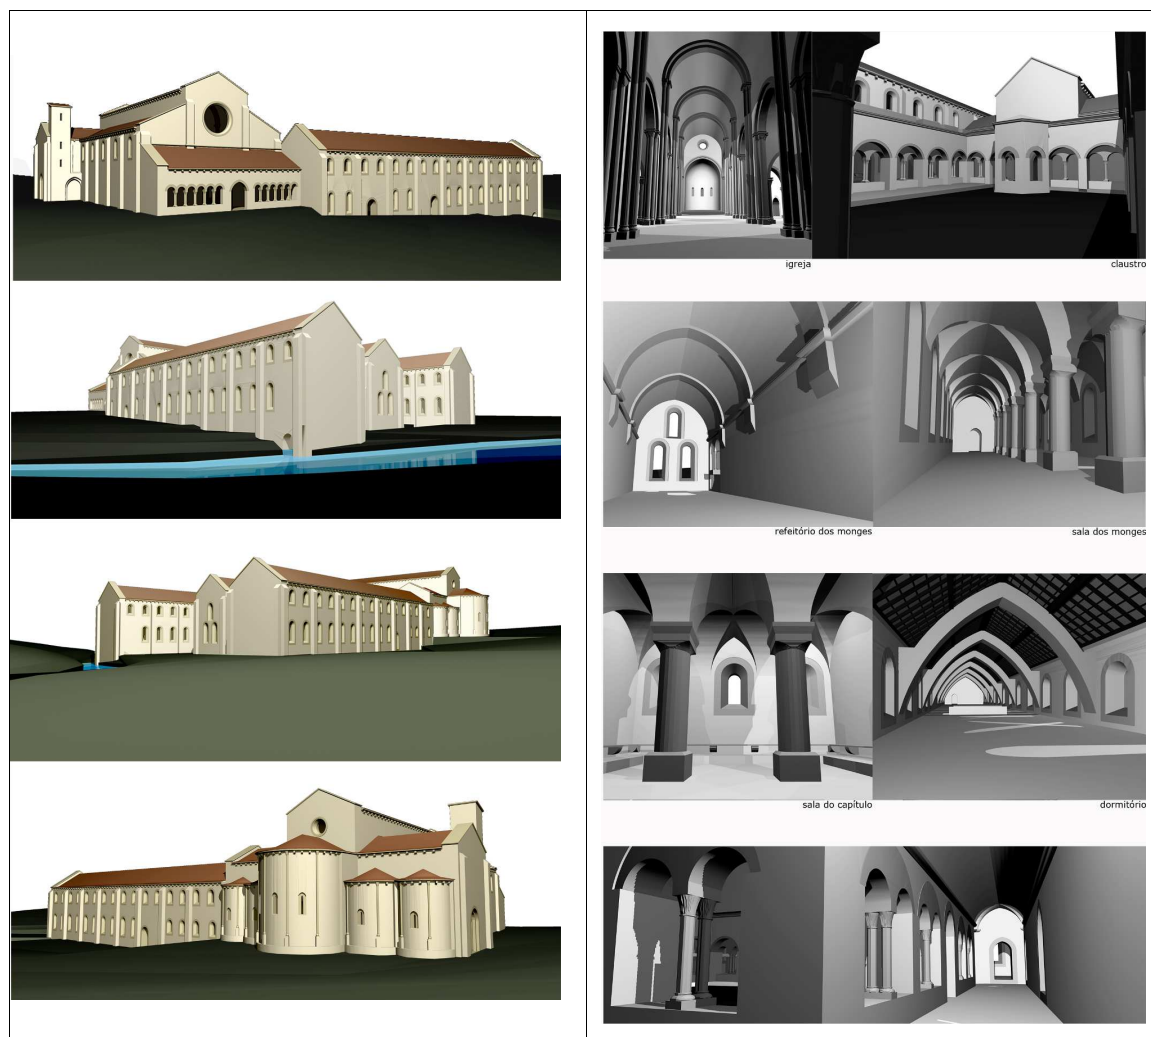 igreja
claustro
refeitório dos monges
sala dos monges
sala do capítulo
dormitório